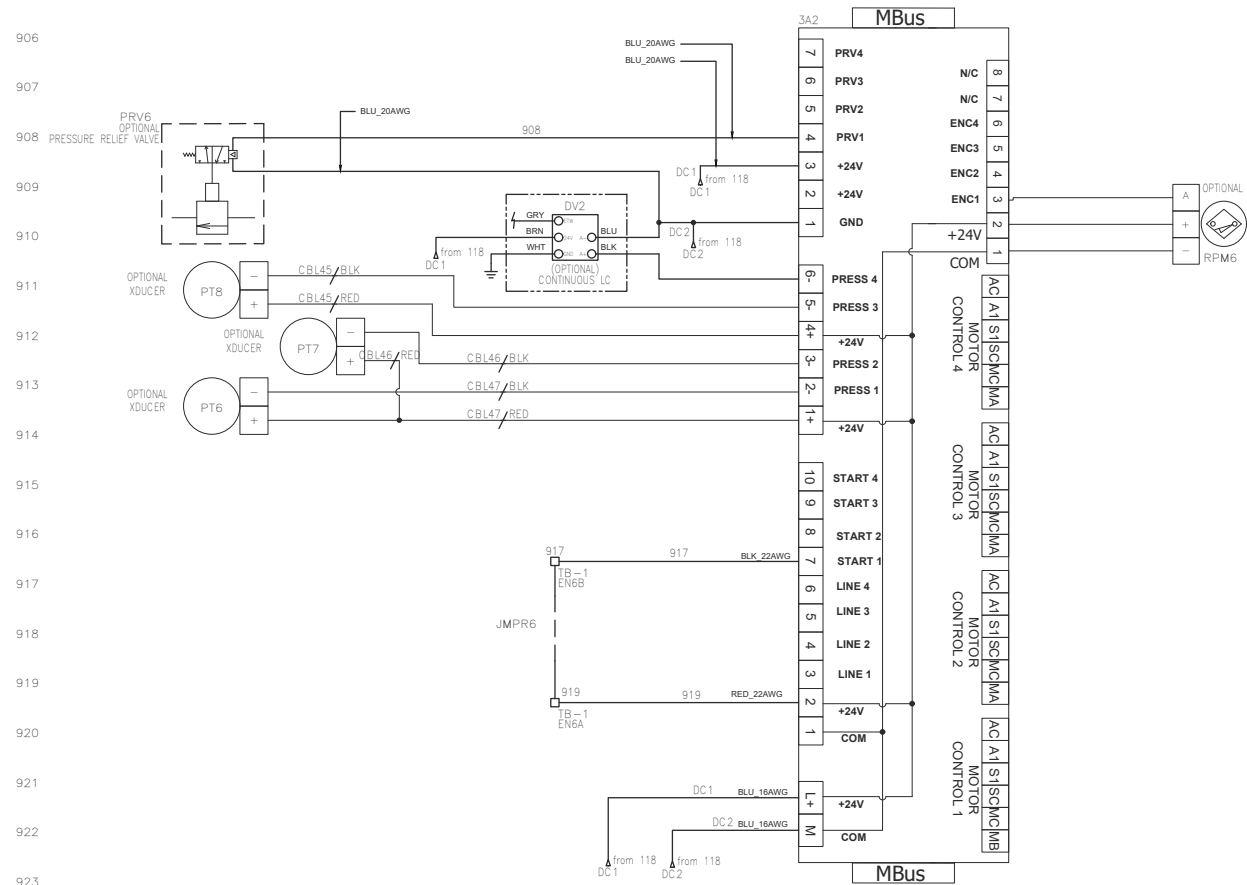 3A2
MBus
906
BLU_20AWG
7 PRV4
BLU_20AWG
N/C 8
6 PRV3
907
N/C 7
PRV6
OPTIONAL
PRESSURE RELIEF VALVE
BLU_20AWG
5 PRV2
ENC4 6
908
908
4 PRV1
ENC3 5
DC1
from 118
DC1
3 +24V
ENC2 4
909
2 +24V
ENC1 3
A OPTIONAL
DV2
GRY ETW
1 GND
2
+24V
+
910
BRN 24V A- BLU
DC2
from 118
DC2
from 118
DC1
WHT GND A+ BLK
1
COM
-
RPM6
(OPTIONAL)
CONTINUOUS LC
OPTIONAL
XDUCER
PT8
-
+
CBL45 BLK
6- PRESS 4
911
CBL45 RED
5- PRESS 3
912
OPTIONAL
XDUCER
PT7
-
+
4+ +24V
CBL46 RED
CBL46 BLK
3- PRESS 2
913
OPTIONAL
XDUCER
PT6
-
+
CBL47 BLK
2- PRESS 1
CBL47 RED
1+ +24V
914
AC A1 S1 SC MC MA
MOTOR
CONTROL 4
915
10 START 4
9 START 3
AC A1 S1 SC MC MA
MOTOR
CONTROL 3
916
8 START 2
917
917
BLK_22AWG
7 START 1
TB-1
EN6B
917
6 LINE 4
5 LINE 3
JMPR6
918
4 LINE 2
AC A1 S1 SC MC MA
MOTOR
CONTROL 2
919
3 LINE 1
919
919
RED_22AWG
2 +24V
TB-1
EN6A
920
1 COM
921
DC1 BLU_16AWG
L+ +24V
922
DC2 BLU_16AWG
M COM
AC A1 S1 SC MC MB
MOTOR
CONTROL 1
from 118
DC1
from 118
DC2
923
MBus